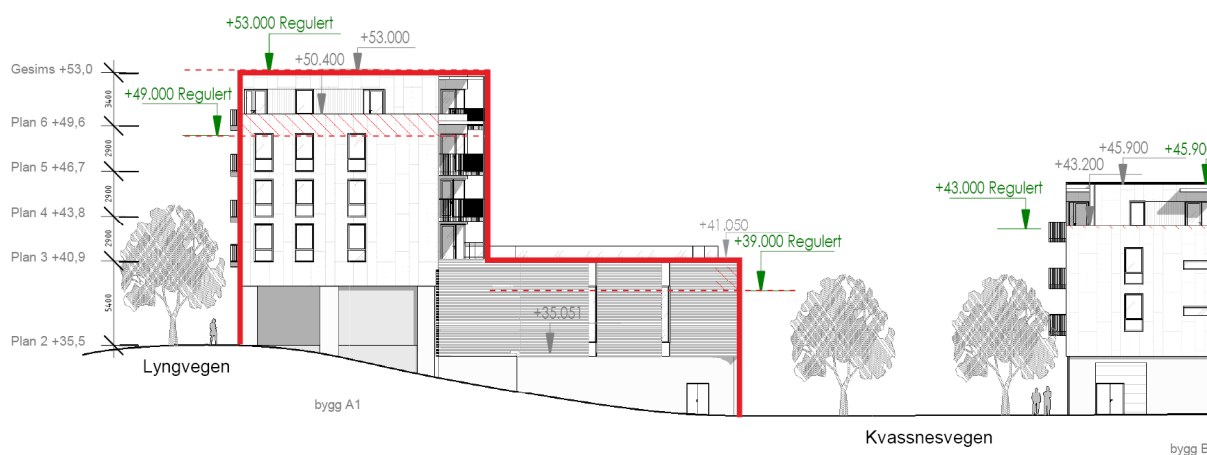 +53.000 Regulert
+53.000
+50.400
Gesims +53,0
3400
+49.000 Regulert
Plan 6 +49,6
2900
Plan 5 +46,7
2900
Plan 4 +43,8
2900
Plan 3 +40,9
5400
Plan 2 +35,5
+41.050
+39.000 Regulert
+35.051
+45.900
+45.90
+43.200
+43.000 Regulert
Lyngvegen
bygg A1
Kvassnesvegen
bygg B